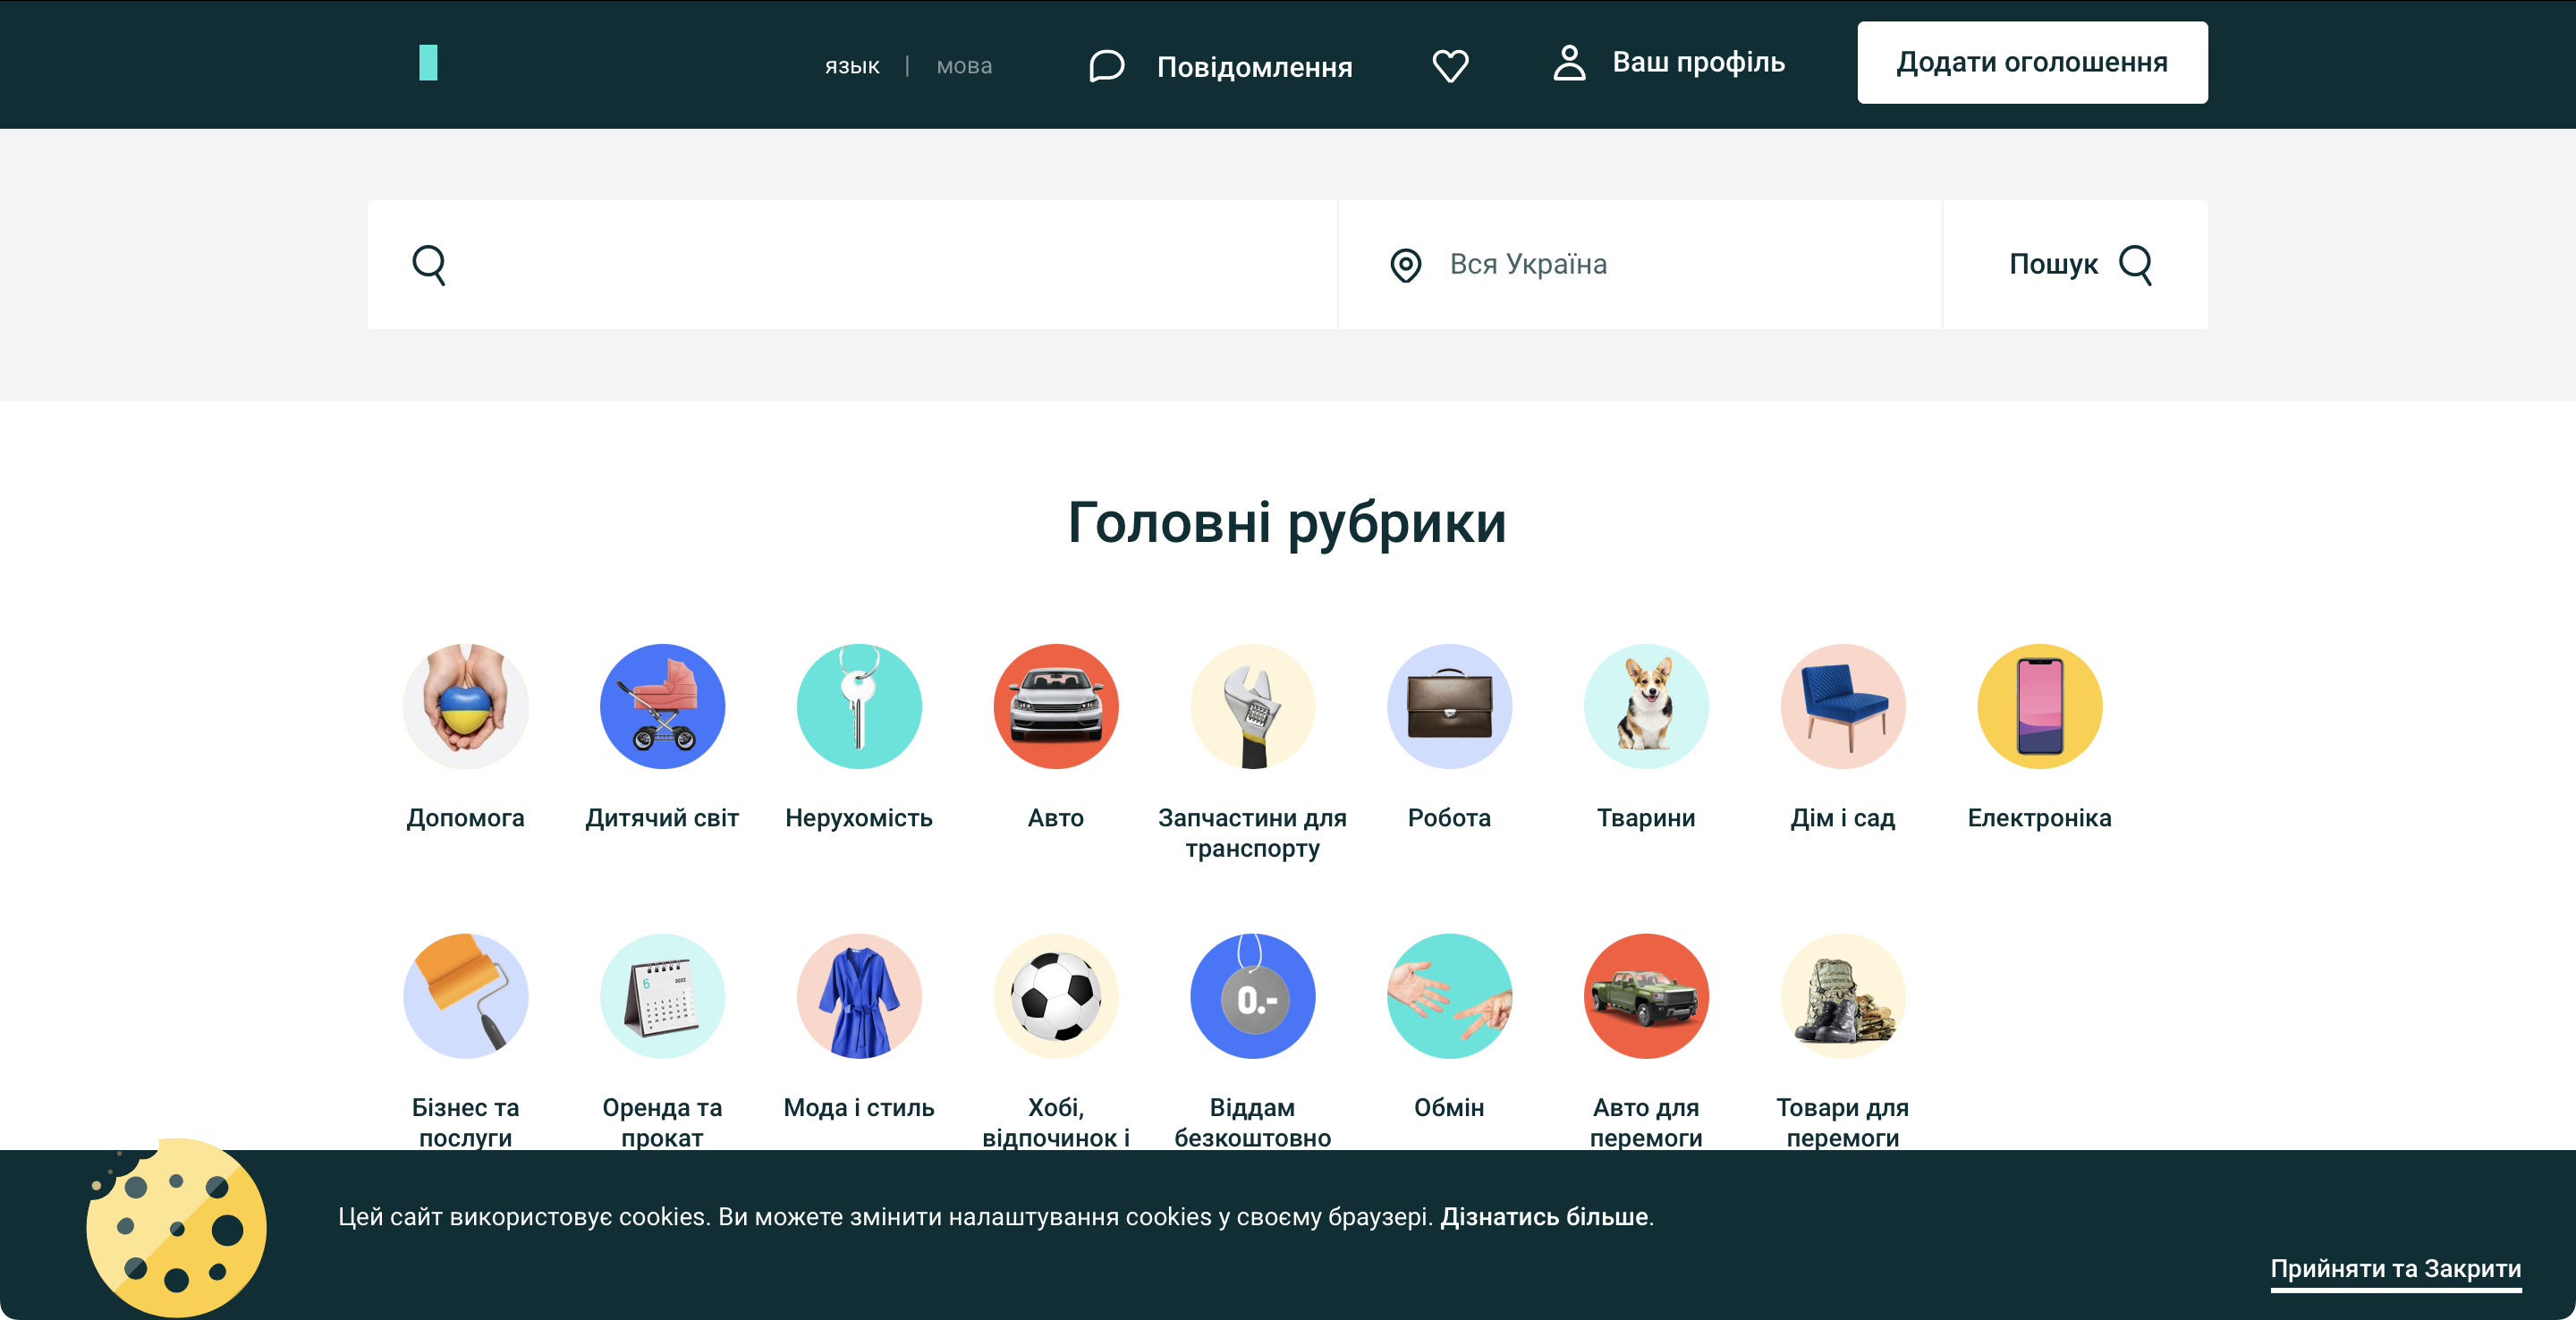 язык | мова
Повідомлення
Ваш профіль
Додати оголошення
Вся Україна
Пошук
Головні рубрики
Допомога
Дитячий світ
Нерухомість
Авто
Запчастини для
транспорту
Робота
Тварини
Дім і сад
Електроніка
6
2022
0.-
Бізнес та
послуги
Оренда та
прокат
Мода і стиль
Хобі,
відпочинок і
Віддам
безкоштовно
Обмін
Авто для
перемоги
Товари для
перемоги
Цей сайт використовує cookies. Ви можете змінити налаштування cookies у своєму браузері. Дізнатись більше.
Прийняти та Закрити